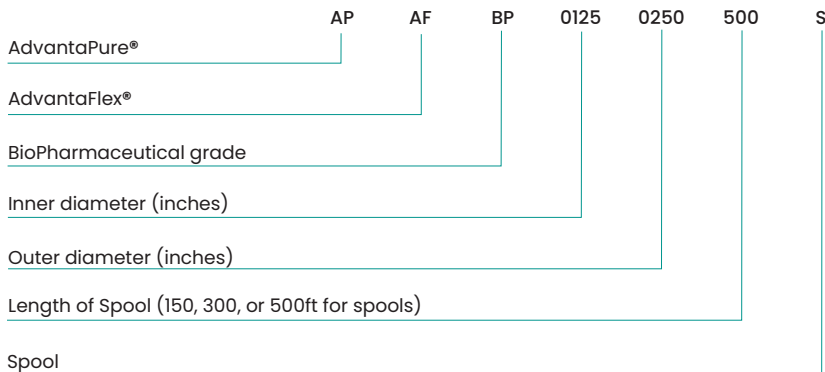 AP AF BP 0125 0250 500 S
AdvantaPure®
AdvantaFlex®
BioPharmaceutical grade
Inner diameter (inches)
Outer diameter (inches)
Length of Spool (150, 300, or 500ft for spools)
Spool